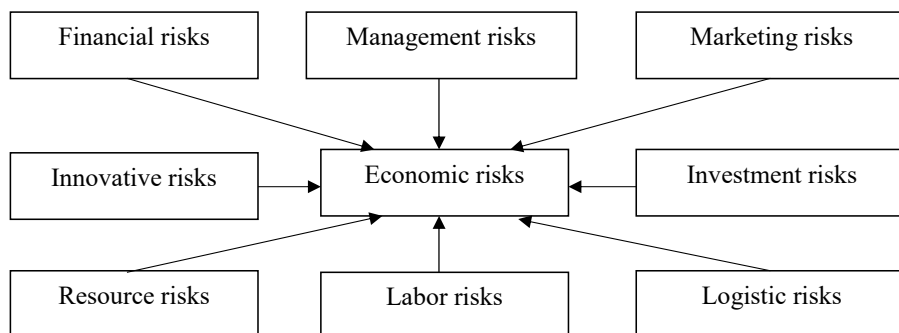 Financial risks
Management risks
Marketing risks
Innovative risks
Economic risks
Investment risks
Resource risks
Labor risks
Logistic risks